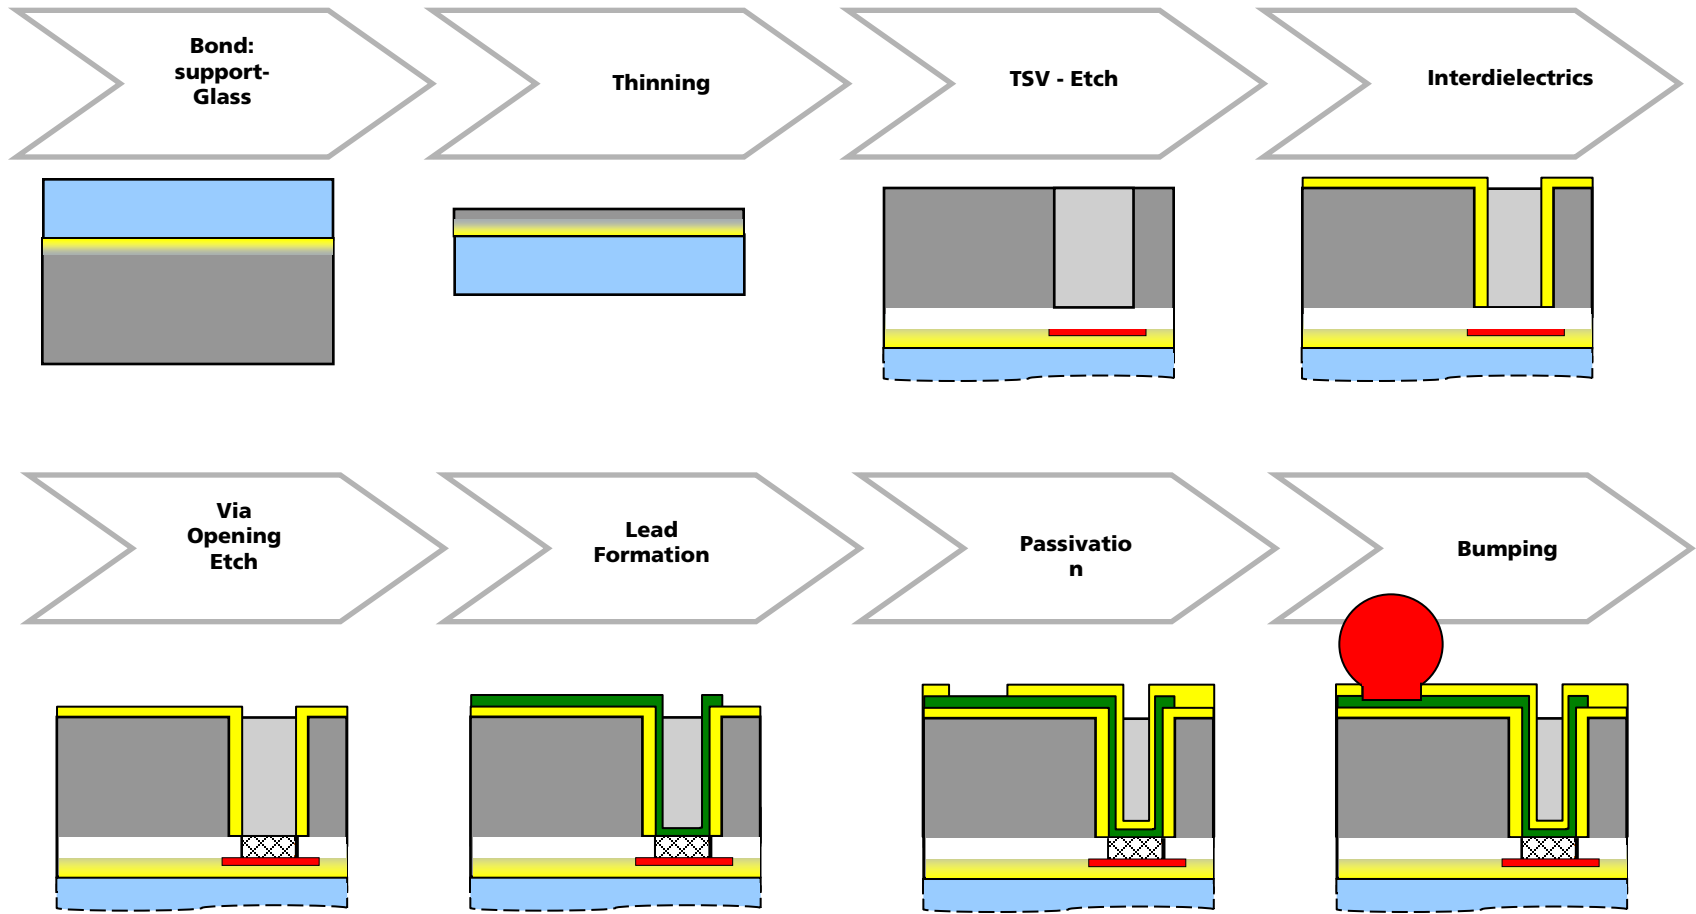 Bond:
support-
Glass
Thinning
TSV - Etch
Interdielectrics
Via
Opening
Etch
Lead
Formation
Passivatio
n
Bumping